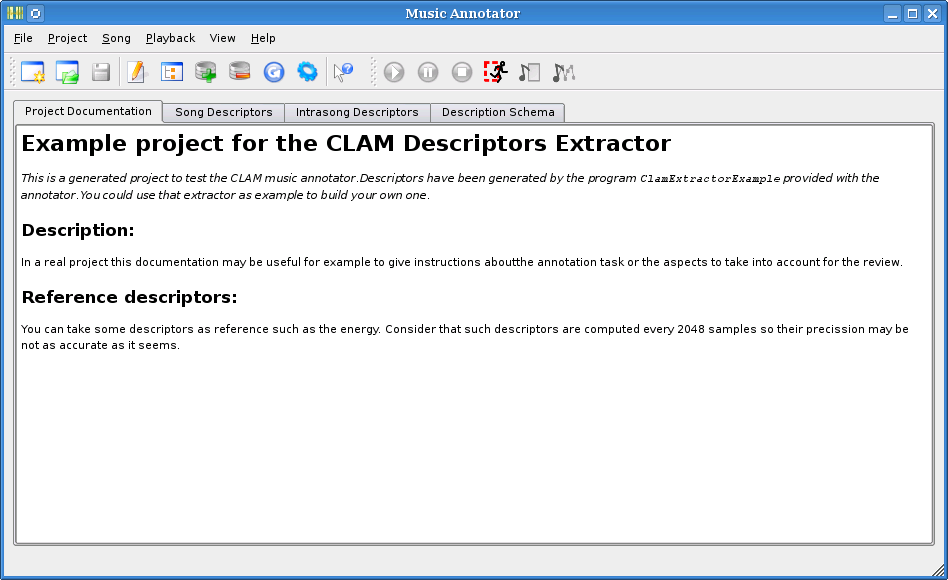 Music Annotator
File Project Song Playback View Help
Project Documentation Song Descriptors Intrasong Descriptors Description Schema
Example project for the CLAM Descriptors Extractor
This is a generated project to test the CLAM music annotator.Descriptors have been generated by the program ClamExtractorExample provided with the
annotator.You could use that extractor as example to build your own one.
Description:
In a real project this documentation may be useful for example to give instructions aboutthe annotation task or the aspects to take into account for the review.
Reference descriptors:
You can take some descriptors as reference such as the energy. Consider that such descriptors are computed every 2048 samples so their precission may be
not as accurate as it seems.